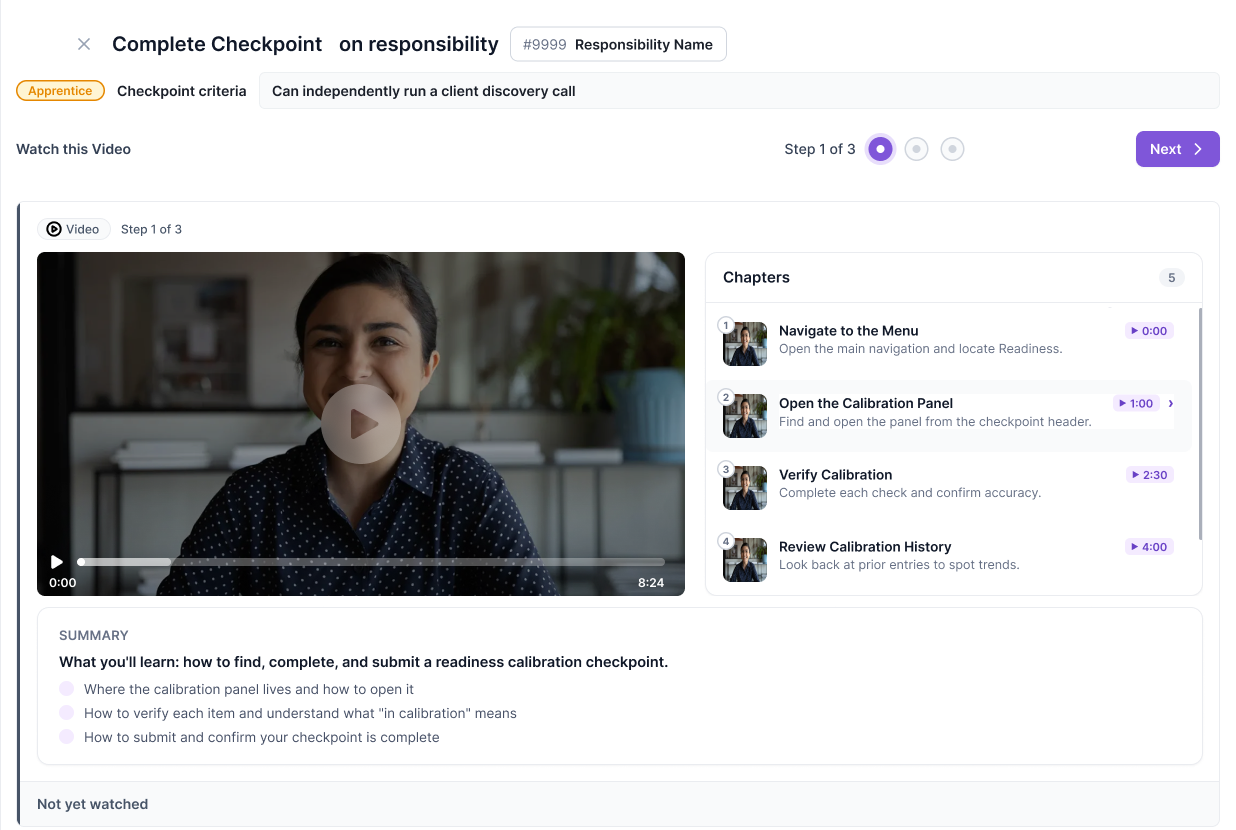 Complete Checkpoint on responsibility #9999 Responsibility Name
Apprentice Checkpoint criteria Can independently run a client discovery call
Watch this Video Step 1 of 3 Next
Video Step 1 of 3
0:00 8:24
Chapters 5
1 Navigate to the Menu 0:00
Open the main navigation and locate Readiness.
2 Open the Calibration Panel 1:00
Find and open the panel from the checkpoint header.
3 Verify Calibration 2:30
Complete each check and confirm accuracy.
4 Review Calibration History 4:00
Look back at prior entries to spot trends.
SUMMARY
What you'll learn: how to find, complete, and submit a readiness calibration checkpoint.
Where the calibration panel lives and how to open it
How to verify each item and understand what "in calibration" means
How to submit and confirm your checkpoint is complete
Not yet watched